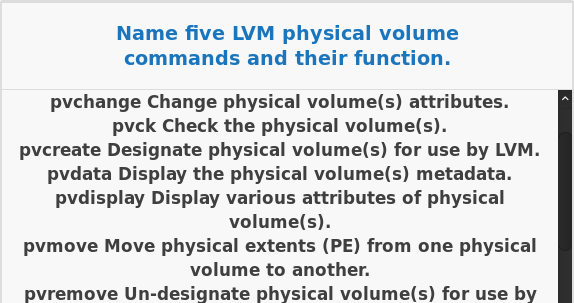 Name five LVM physical volume
commands and their function.
pvchange Change physical volume(s) attributes.
pvck Check the physical volume(s).
pvcreate Designate physical volume(s) for use by LVM.
pvdata Display the physical volume(s) metadata.
pvdisplay Display various attributes of physical
volume(s).
pvmove Move physical extents (PE) from one physical
volume to another.
pvremove Un-designate physical volume(s) for use by